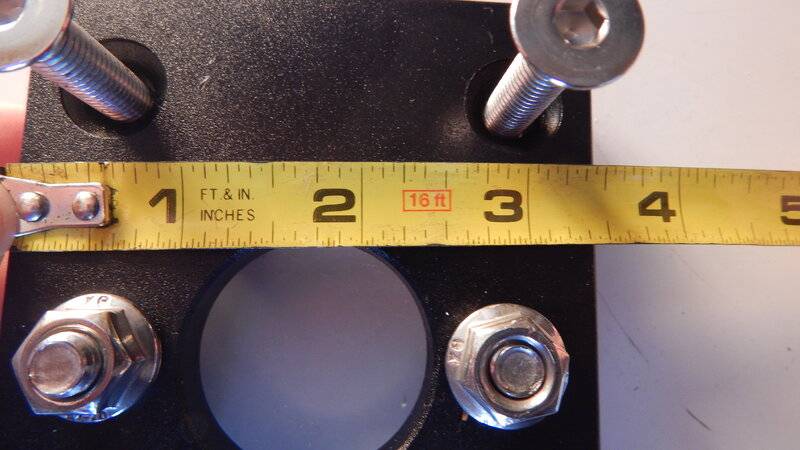 1 FT. & IN. 2 16 ft 3 4 5
INCHES